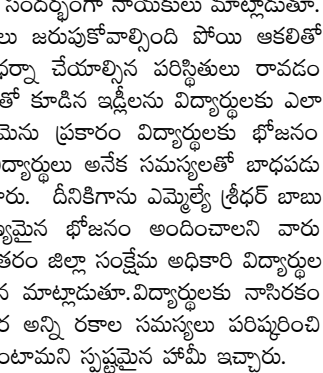 సందర్భంగా నాయకులు మాట్లాడుతూ.
లు జరుపుకోవాల్సింది పోయి ఆకలితో
ధర్నా చేయాల్సిన పరిస్థితులు రావడం
తో కూడిన ఇడ్లీలను విద్యార్థులకు ఎలా
మెను ప్రకారం విద్యార్థులకు భోజనం
ద్యార్థులు అనేక సమస్యలతో బాధపడు
రు. దీనికిగాను ఎమ్మెల్యే శ్రీధర్ బాబు
ణ్యమైన భోజనం అందించాలని వారు
తరం జిల్లా సంక్షేమ అధికారి విద్యార్థుల
న మాట్లాడుతూ.విద్యార్థులకు నాసిరకం
ర అన్ని రకాల సమస్యలు పరిష్కరించి
ంటామని స్పష్టమైన హామీ ఇచ్చారు.